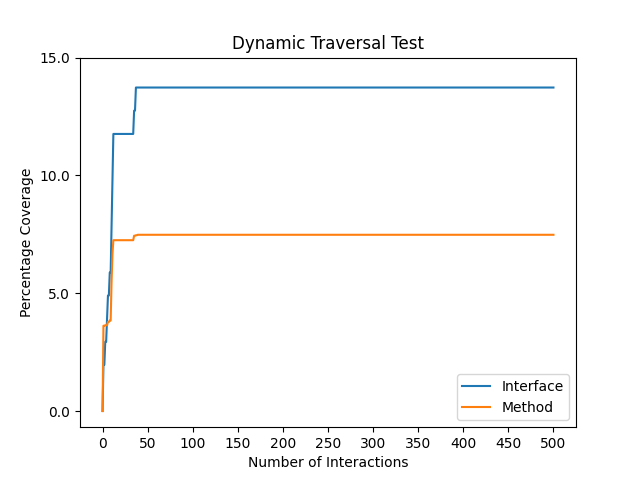 Dynamic Traversal Test
15.0
10.0
5.0
0.0
Percentage Coverage
0 50 100 150 200 250 300 350 400 450 500
Number of Interactions
Interface
Method